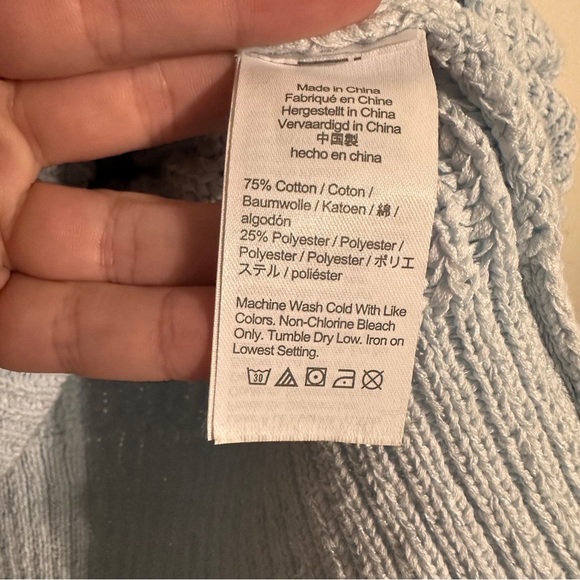 Made in China
Fabriqué en Chine
Hergestellt in China
Vervaardigd in China
中国製
hecho en china
75% Cotton / Coton /
Baumwolle / Katoen / 綿 /
algodón
25% Polyester / Polyester /
Polyester / Polyester / ポリエ
ステル / poliéster
Machine Wash Cold With Like
Colors. Non-Chlorine Bleach
Only. Tumble Dry Low. Iron on
Lowest Setting.
30